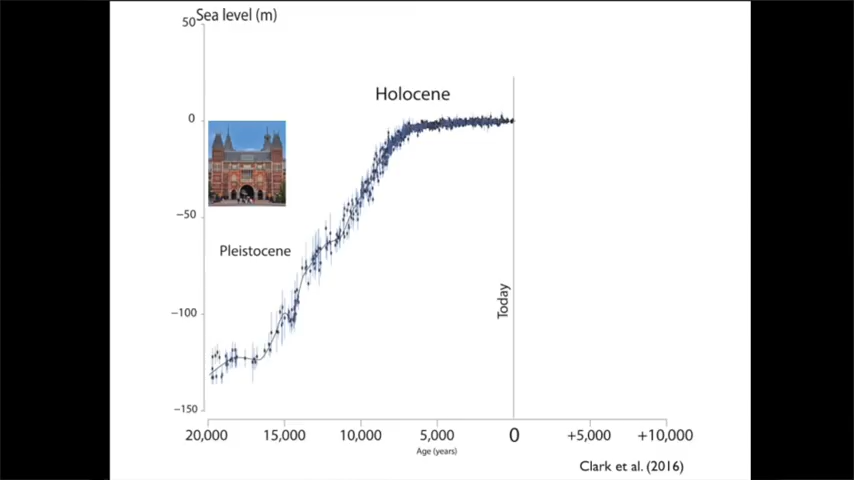 Sea level (m)
50
Holocene
0
−50
Pleistocene
−100
Today
−150
20,000 15,000 10,000 5,000 0 +5,000 +10,000
Age (years)
Clark et al. (2016)